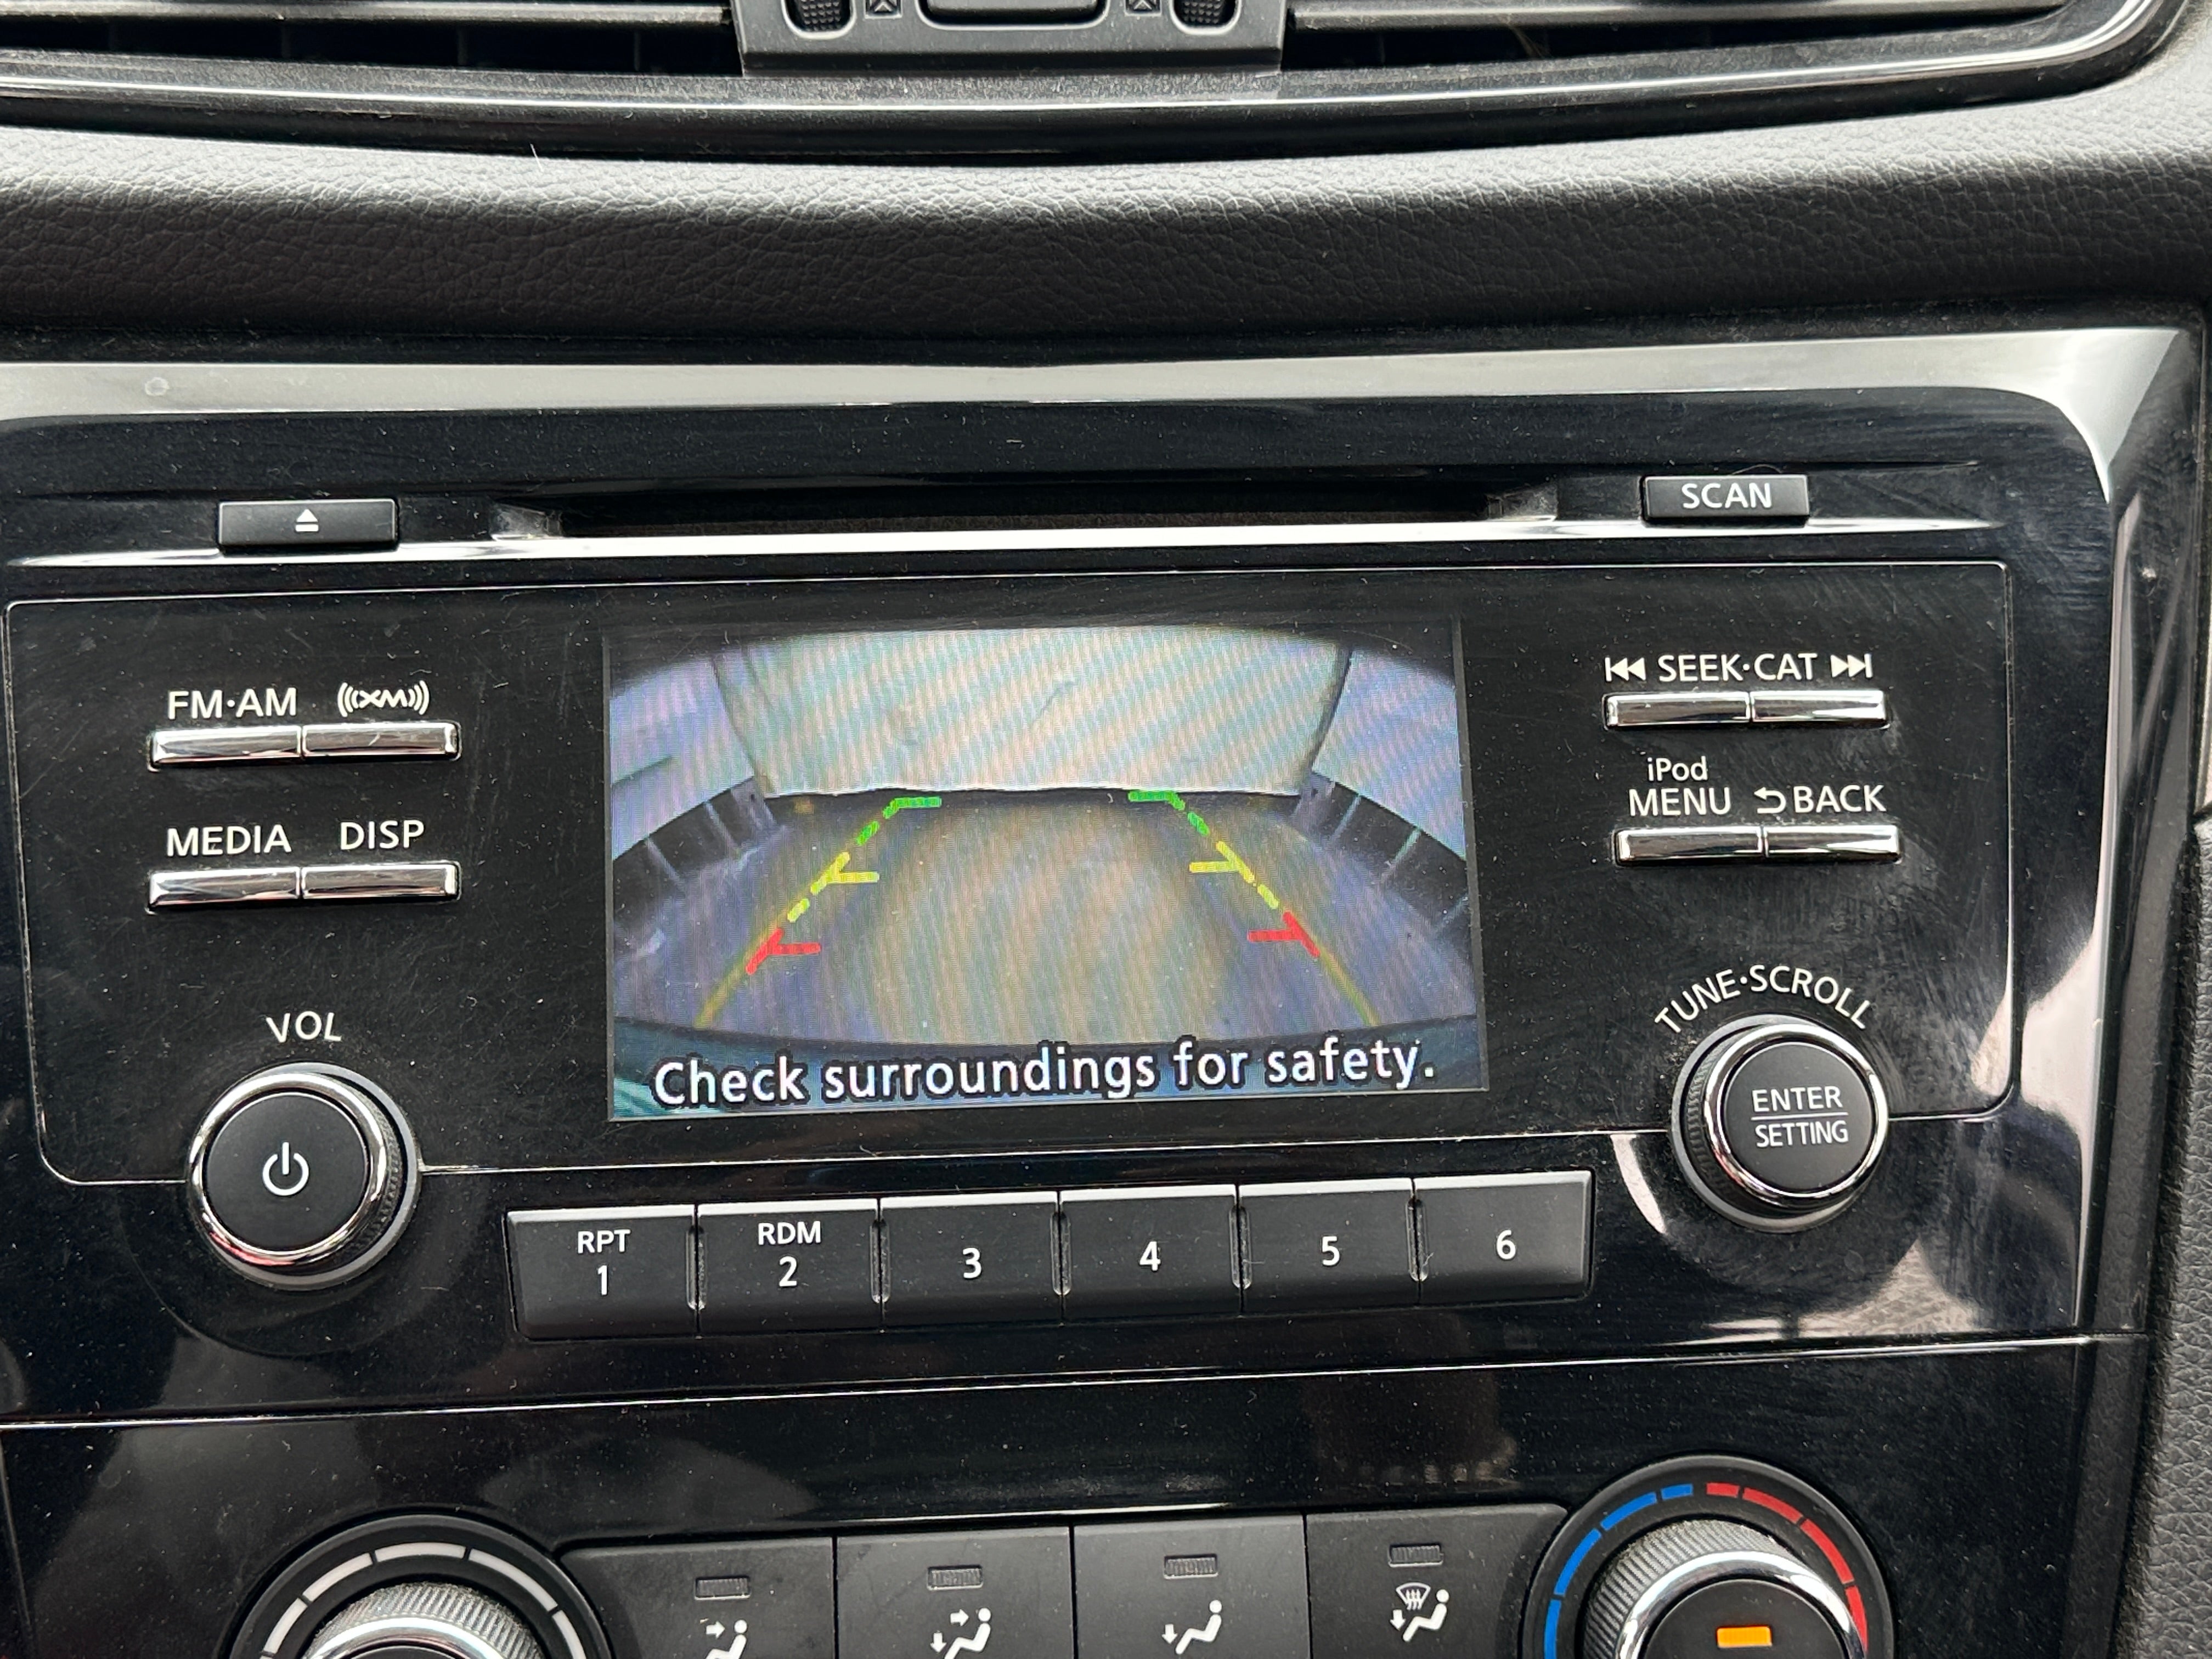 SCAN
FM·AM
((XM))
SEEK·CAT
MEDIA
DISP
iPod
MENU
BACK
VOL
TUNE·SCROLL
Check surroundings for safety.
ENTER
SETTING
RPT
1
RDM
2
3
4
5
6